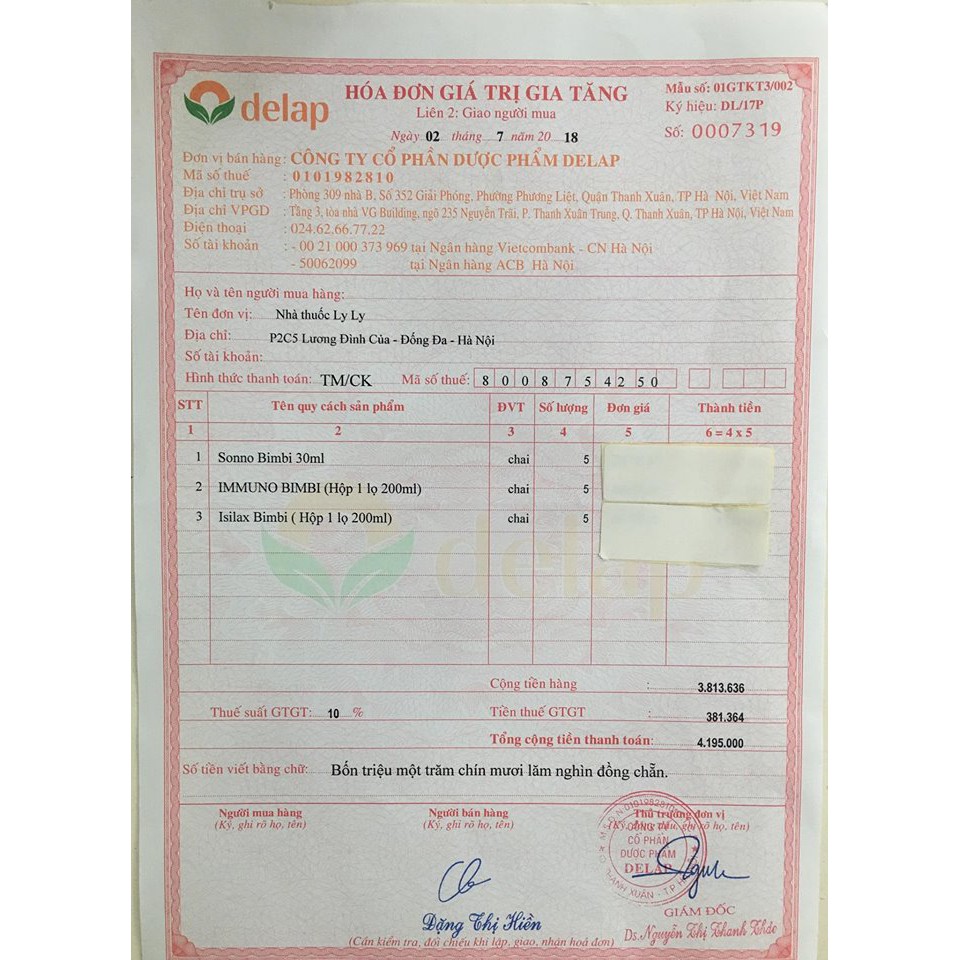 delap
HÓA ĐƠN GIÁ TRỊ GIA TĂNG
Liên 2: Giao người mua
Ngày 02 tháng 7 năm 20 18
Mẫu số: 01GTKT3/002
Ký hiệu: DL/17P
Số: 0007319
Đơn vị bán hàng: CÔNG TY CỔ PHẦN DƯỢC PHẨM DELAP
Mã số thuế : 0101982810
Địa chỉ trụ sở : Phòng 309 nhà B, Số 352 Giải Phóng, Phường Phương Liệt, Quận Thanh Xuân, TP Hà Nội, Việt Nam
Địa chỉ VPGD : Tầng 3, tòa nhà VG Building, ngõ 235 Nguyễn Trãi, P. Thanh Xuân Trung, Q. Thanh Xuân, TP Hà Nội, Việt Nam
Điện thoại : 024.62.66.77.22
Số tài khoản : - 00 21 000 373 969 tại Ngân hàng Vietcombank - CN Hà Nội
- 50062099 tại Ngân hàng ACB Hà Nội
Họ và tên người mua hàng:
Tên đơn vị: Nhà thuốc Ly Ly
Địa chỉ: P2C5 Lương Đình Của - Đống Đa - Hà Nội
Số tài khoản:
Hình thức thanh toán: TM/CK Mã số thuế: 8 0 0 8 7 5 4 2 5 0
STT Tên quy cách sản phẩm ĐVT Số lượng Đơn giá Thành tiền
1 2 3 4 5 6 = 4 x 5
1 Sonno Bimbi 30ml chai 5
2 IMMUNO BIMBI (Hộp 1 lọ 200ml) chai 5
3 Isilax Bimbi ( Hộp 1 lọ 200ml) chai 5
delap
Cộng tiền hàng : 3.813.636
Thuế suất GTGT: 10 % Tiền thuế GTGT : 381.364
Tổng cộng tiền thanh toán: 4.195.000
Số tiền viết bằng chữ: Bốn triệu một trăm chín mươi lăm nghìn đồng chẵn.
Người mua hàng Người bán hàng Thủ trưởng đơn vị
(Ký, ghi rõ họ, tên) (Ký, ghi rõ họ, tên) (Ký, đóng dấu, ghi rõ họ, tên)
M.S.D.N:0101982810
CÔNG TY
CỔ PHẦN
DƯỢC PHẨM
DELAP
THANH XUÂN - T.P HÀ
GIÁM ĐỐC
Đặng Thị Hiền
Ds. Nguyễn Thị Thanh
(Cần kiểm tra, đối chiếu khi lập, giao, nhận hoá đơn)